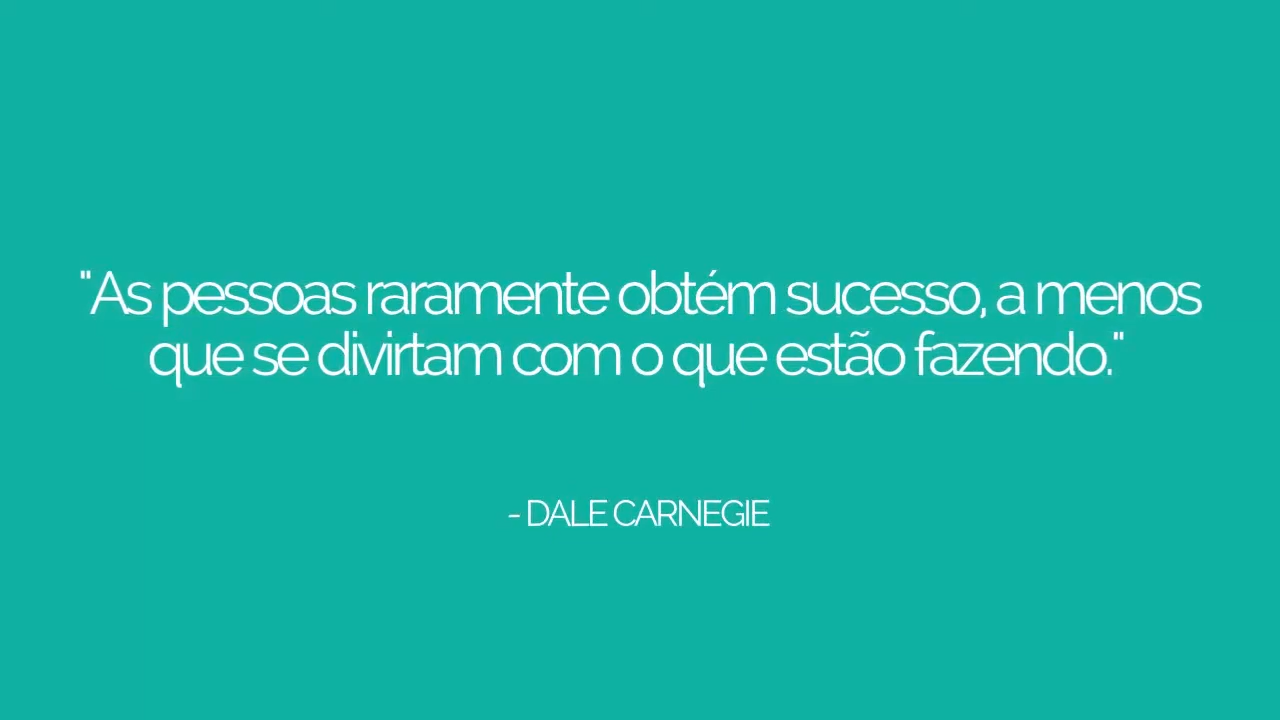 "As pessoas raramente obtém sucesso, a menos
que se divirtam com o que estão fazendo."
- DALE CARNEGIE